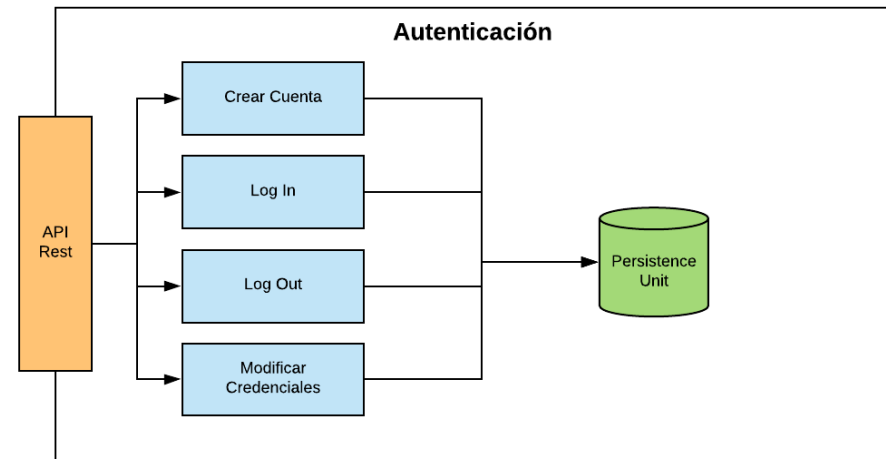 Autenticación
Crear Cuenta
Log In
API
Rest
Log Out
Modificar
Credenciales
Persistence
Unit